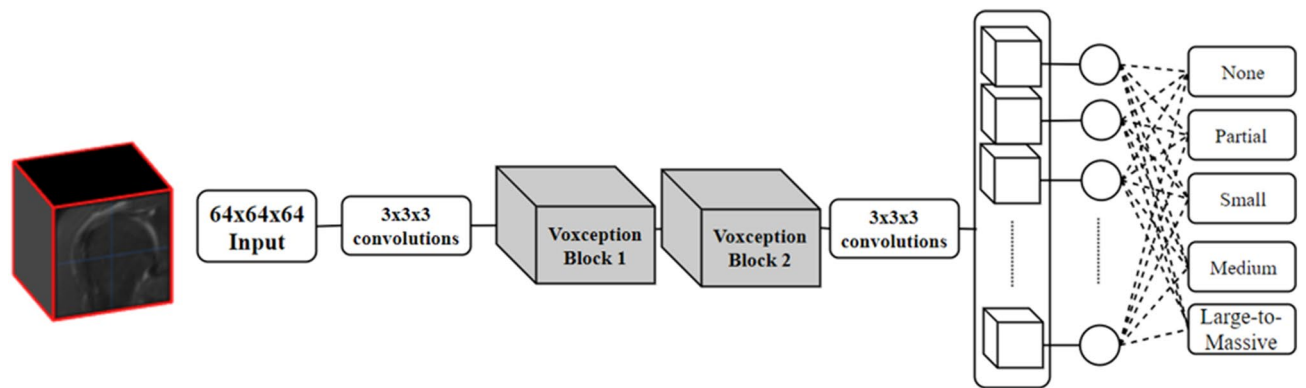 64x64x64
Input
3x3x3
convolutions
Voxception
Block 1
Voxception
Block 2
3x3x3
convolutions
None
Partial
Small
Medium
Large-to-
Massive